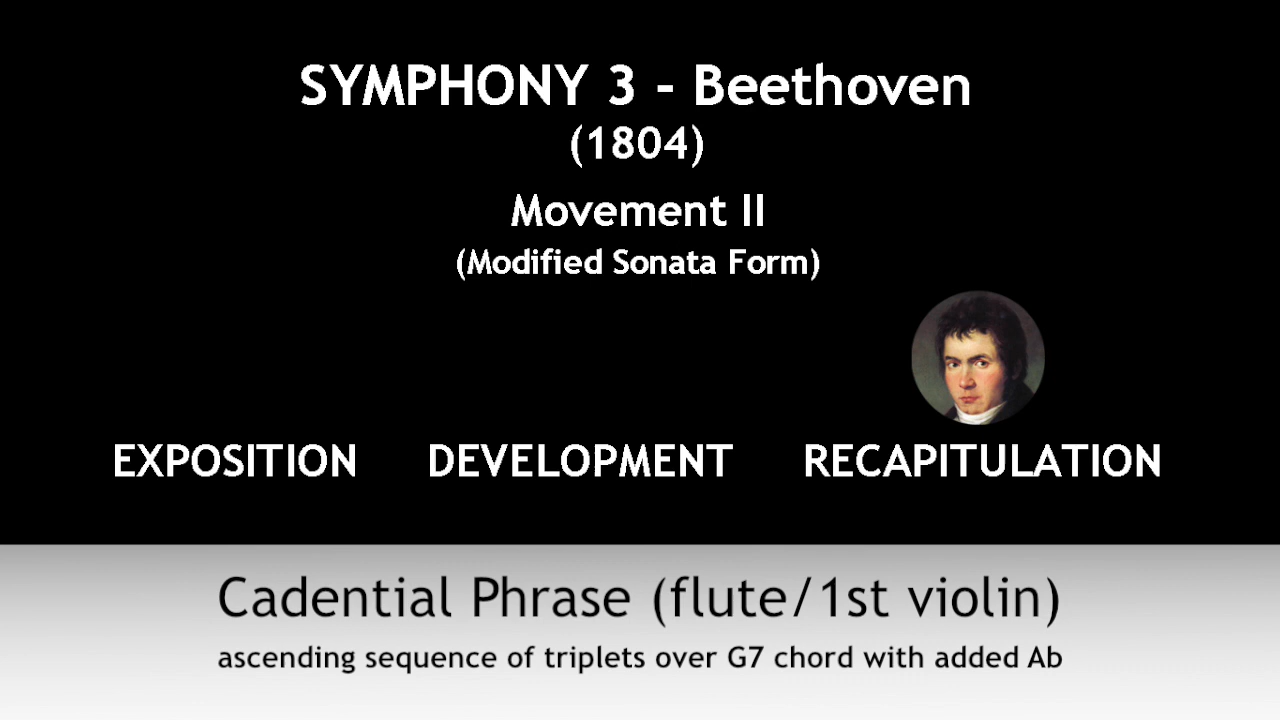 SYMPHONY 3 - Beethoven
(1804)
Movement II
(Modified Sonata Form)
EXPOSITION DEVELOPMENT RECAPITULATION
Cadential Phrase (flute/1st violin)
ascending sequence of triplets over G7 chord with added Ab